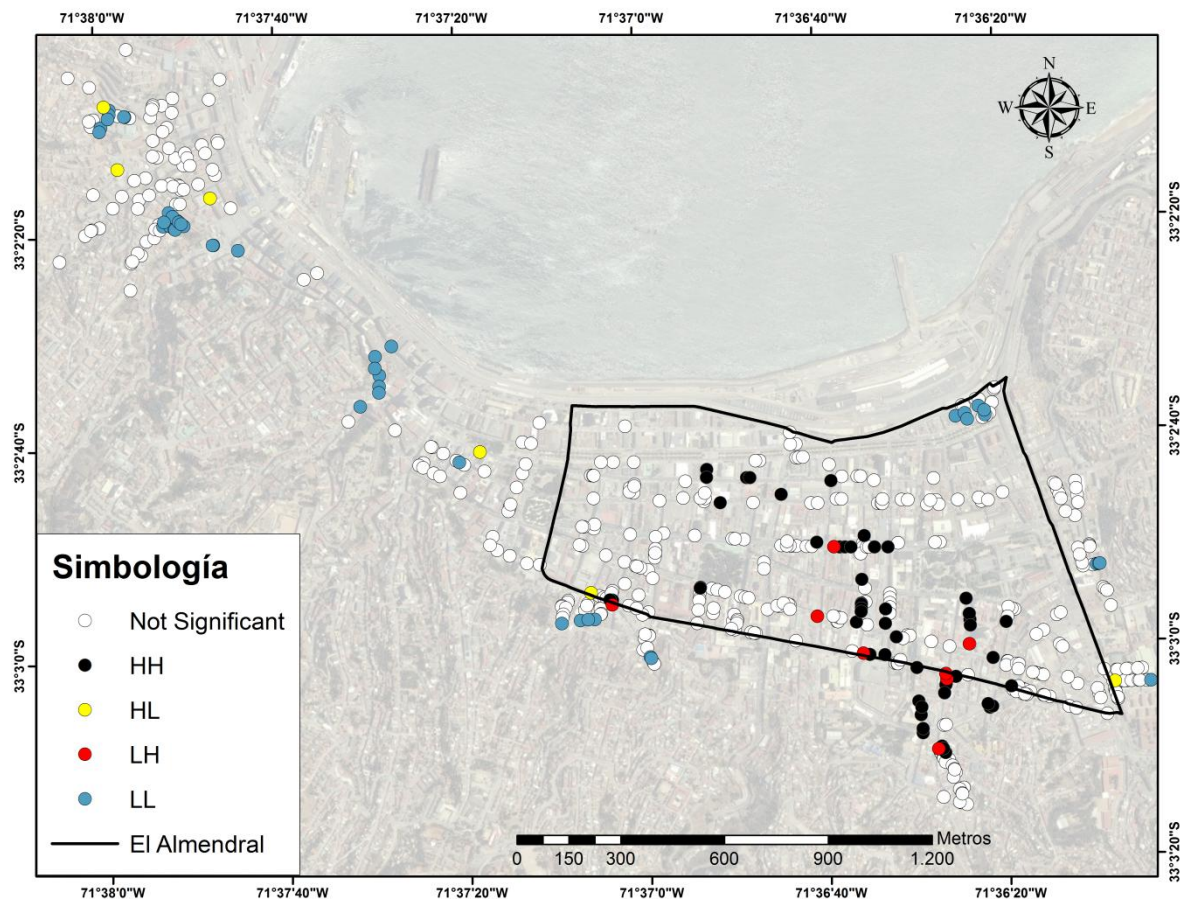 71°38'0"W 71°37'40"W 71°37'20"W 71°37'0"W 71°36'40"W 71°36'20"W
N
W E
S
33°2'20"S 33°2'20"S
33°2'40"S 33°2'40"S
33°3'0"S 33°3'0"S
33°3'20"S
Simbología
Not Significant
HH
HL
LH
LL
El Almendral
Metros
0 150 300 600 900 1.200
71°38'0"W 71°37'40"W 71°37'20"W 71°37'0"W 71°36'40"W 71°36'20"W